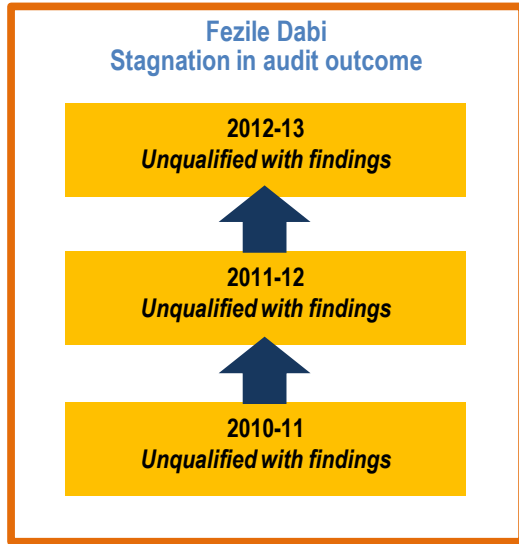 Fezile Dabi
Stagnation in audit outcome
2012-13
Unqualified with findings
2011-12
Unqualified with findings
2010-11
Unqualified with findings